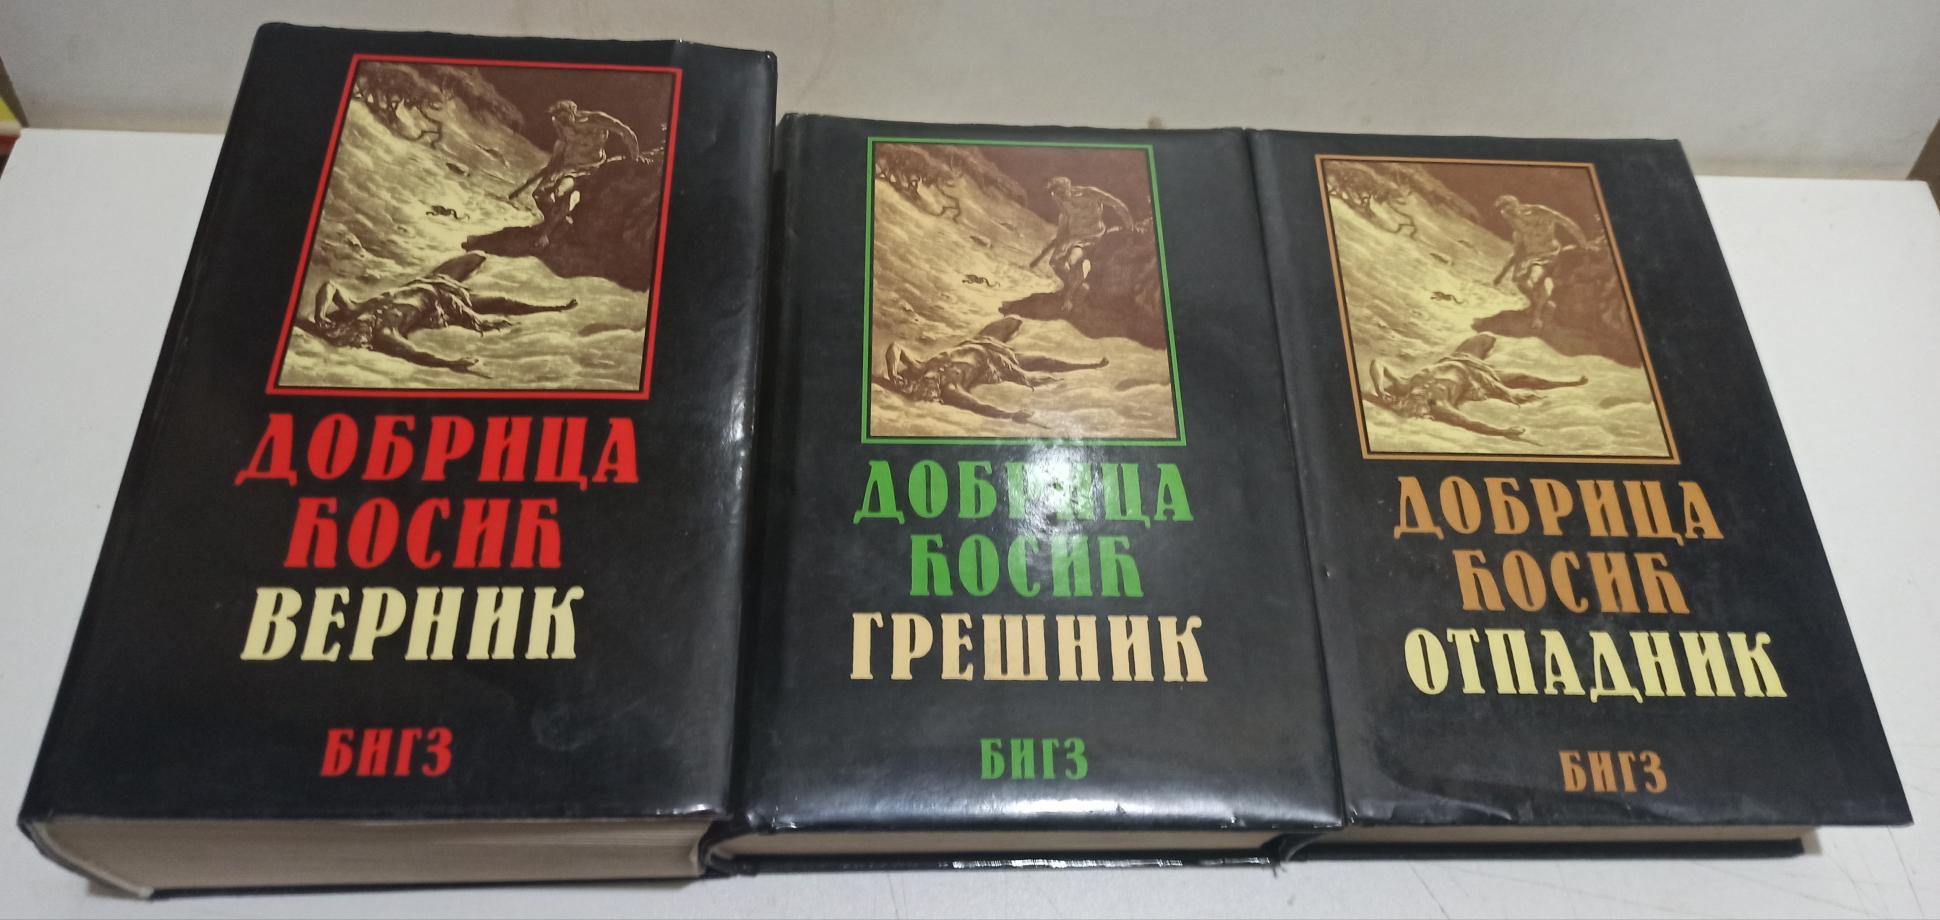 ДОБРИЦА
ЋОСИЋ
ВЕРНИК
БИГЗ
ДОБРИЦА
ЋОСИЋ
ГРЕШНИК
БИГЗ
ДОБРИЦА
ЋОСИЋ
ОТПАДНИК
БИГЗ